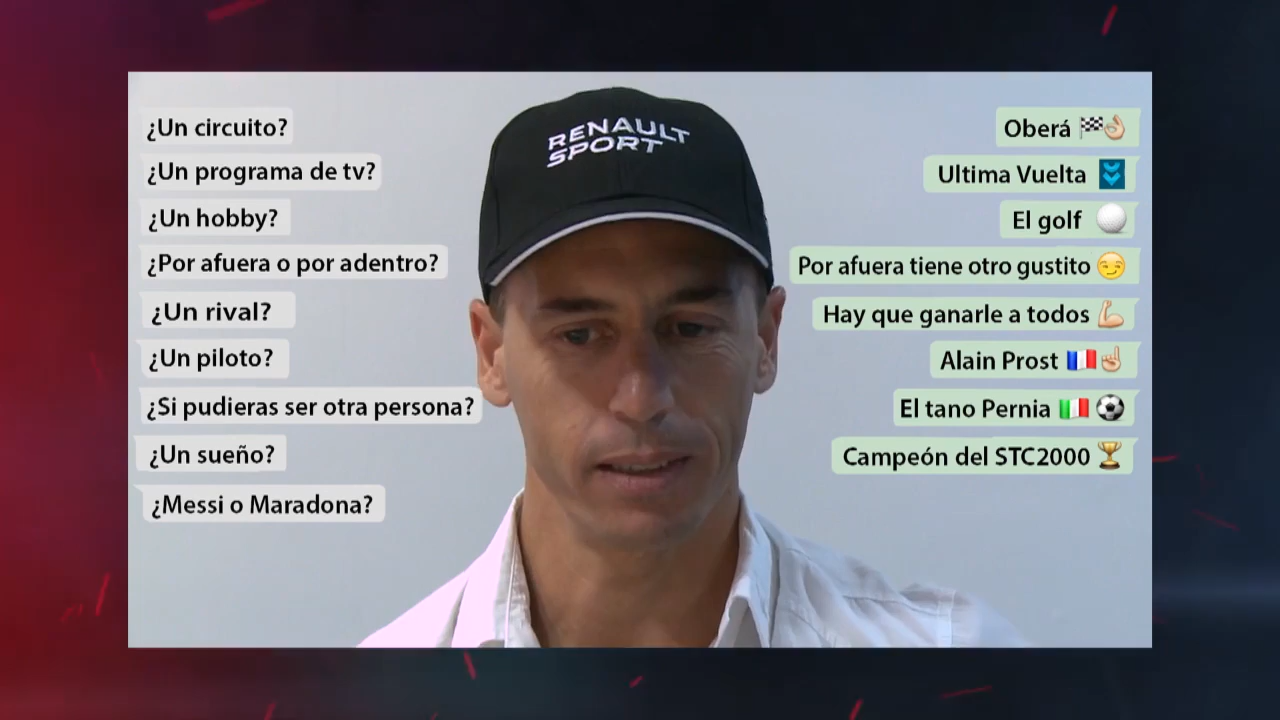 RENAULT
SPORT
¿Un circuito?
Oberá 🏁👌🏼
¿Un programa de tv?
Ultima Vuelta
¿Un hobby?
El golf
¿Por afuera o por adentro?
Por afuera tiene otro gustito 😏
¿Un rival?
Hay que ganarle a todos 💪🏼
¿Un piloto?
Alain Prost 🇫🇷☝🏼
¿Si pudieras ser otra persona?
El tano Pernia 🇮🇹 ⚽
¿Un sueño?
Campeón del STC2000 🏆
¿Messi o Maradona?